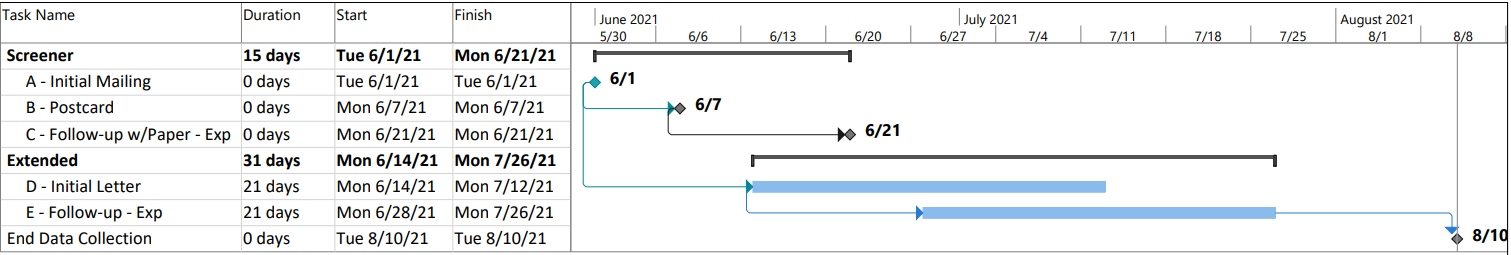 Task Name Duration Start Finish
June 2021 July 2021 August 2021
5/30 6/6 6/13 6/20 6/27 7/4 7/11 7/18 7/25 8/1 8/8
Screener 15 days Tue 6/1/21 Mon 6/21/21
A - Initial Mailing 0 days Tue 6/1/21 Tue 6/1/21 6/1
B - Postcard 0 days Mon 6/7/21 Mon 6/7/21 6/7
C - Follow-up w/Paper - Exp 0 days Mon 6/21/21 Mon 6/21/21 6/21
Extended 31 days Mon 6/14/21 Mon 7/26/21
D - Initial Letter 21 days Mon 6/14/21 Mon 7/12/21
E - Follow-up - Exp 21 days Mon 6/28/21 Mon 7/26/21
End Data Collection 0 days Tue 8/10/21 Tue 8/10/21 8/10